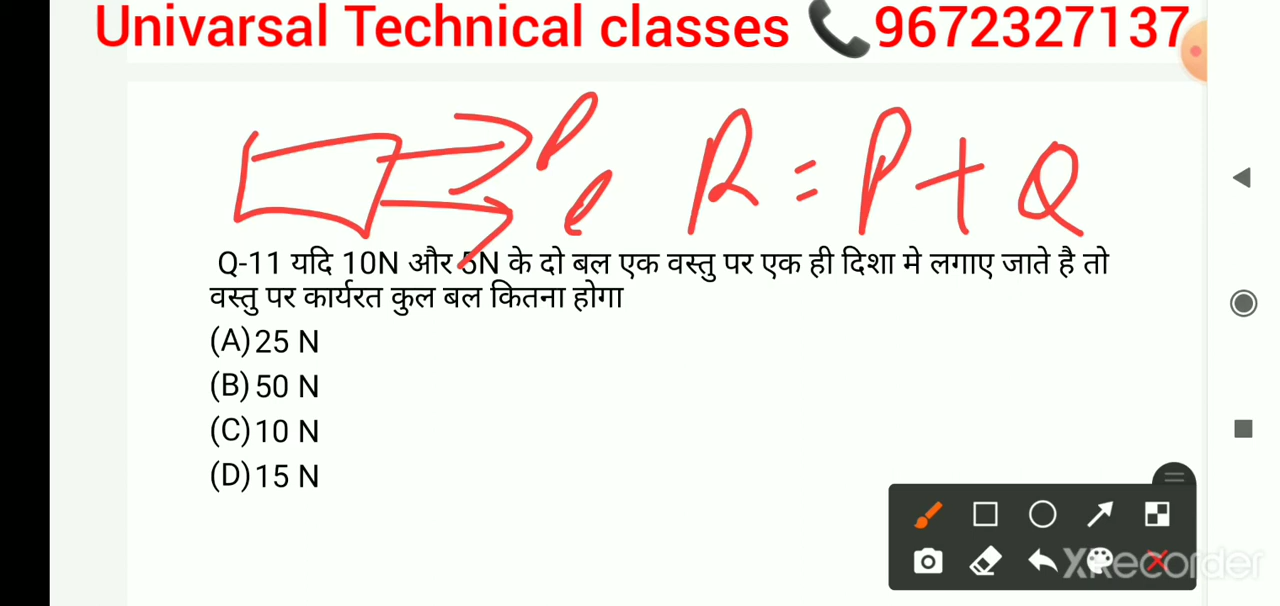 Univarsal Technical classes 📞9672327137
P R = P + Q
Q-11 यदि 10N और 5N के दो बल एक वस्तु पर एक ही दिशा मे लगाए जाते है तो
वस्तु पर कार्यरत कुल बल कितना होगा
(A) 25 N
(B) 50 N
(C) 10 N
(D) 15 N
XRecorder